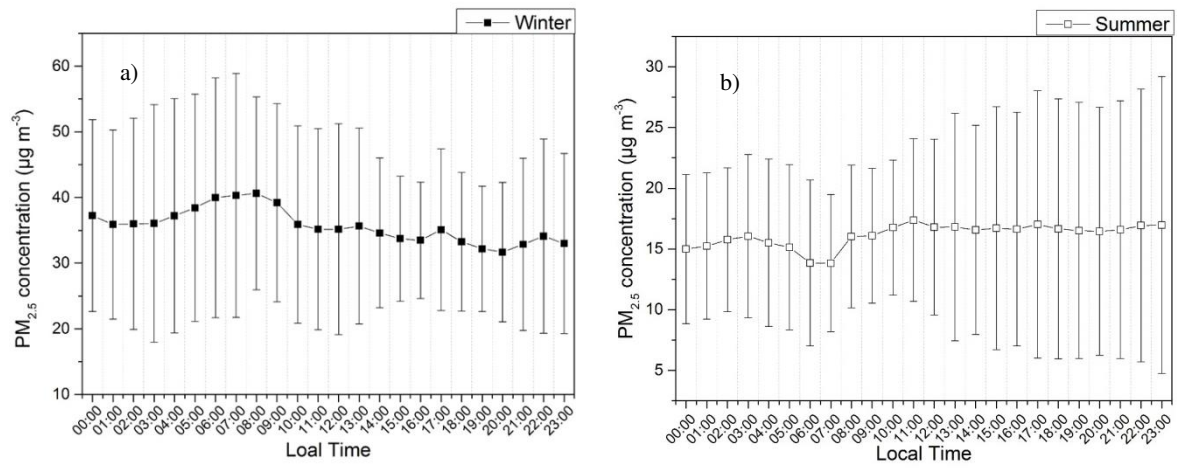 Winter
a)
PM2.5 concentration (µg m-3)
60
50
40
30
20
10
00:00 01:00 02:00 03:00 04:00 05:00 06:00 07:00 08:00 09:00 10:00 11:00 12:00 13:00 14:00 15:00 16:00 17:00 18:00 19:00 20:00 21:00 22:00 23:00
Loal Time
Summer
b)
PM2.5 concentration (µg m-3)
30
25
20
15
10
5
00:00 01:00 02:00 03:00 04:00 05:00 06:00 07:00 08:00 09:00 10:00 11:00 12:00 13:00 14:00 15:00 16:00 17:00 18:00 19:00 20:00 21:00 22:00 23:00
Local Time